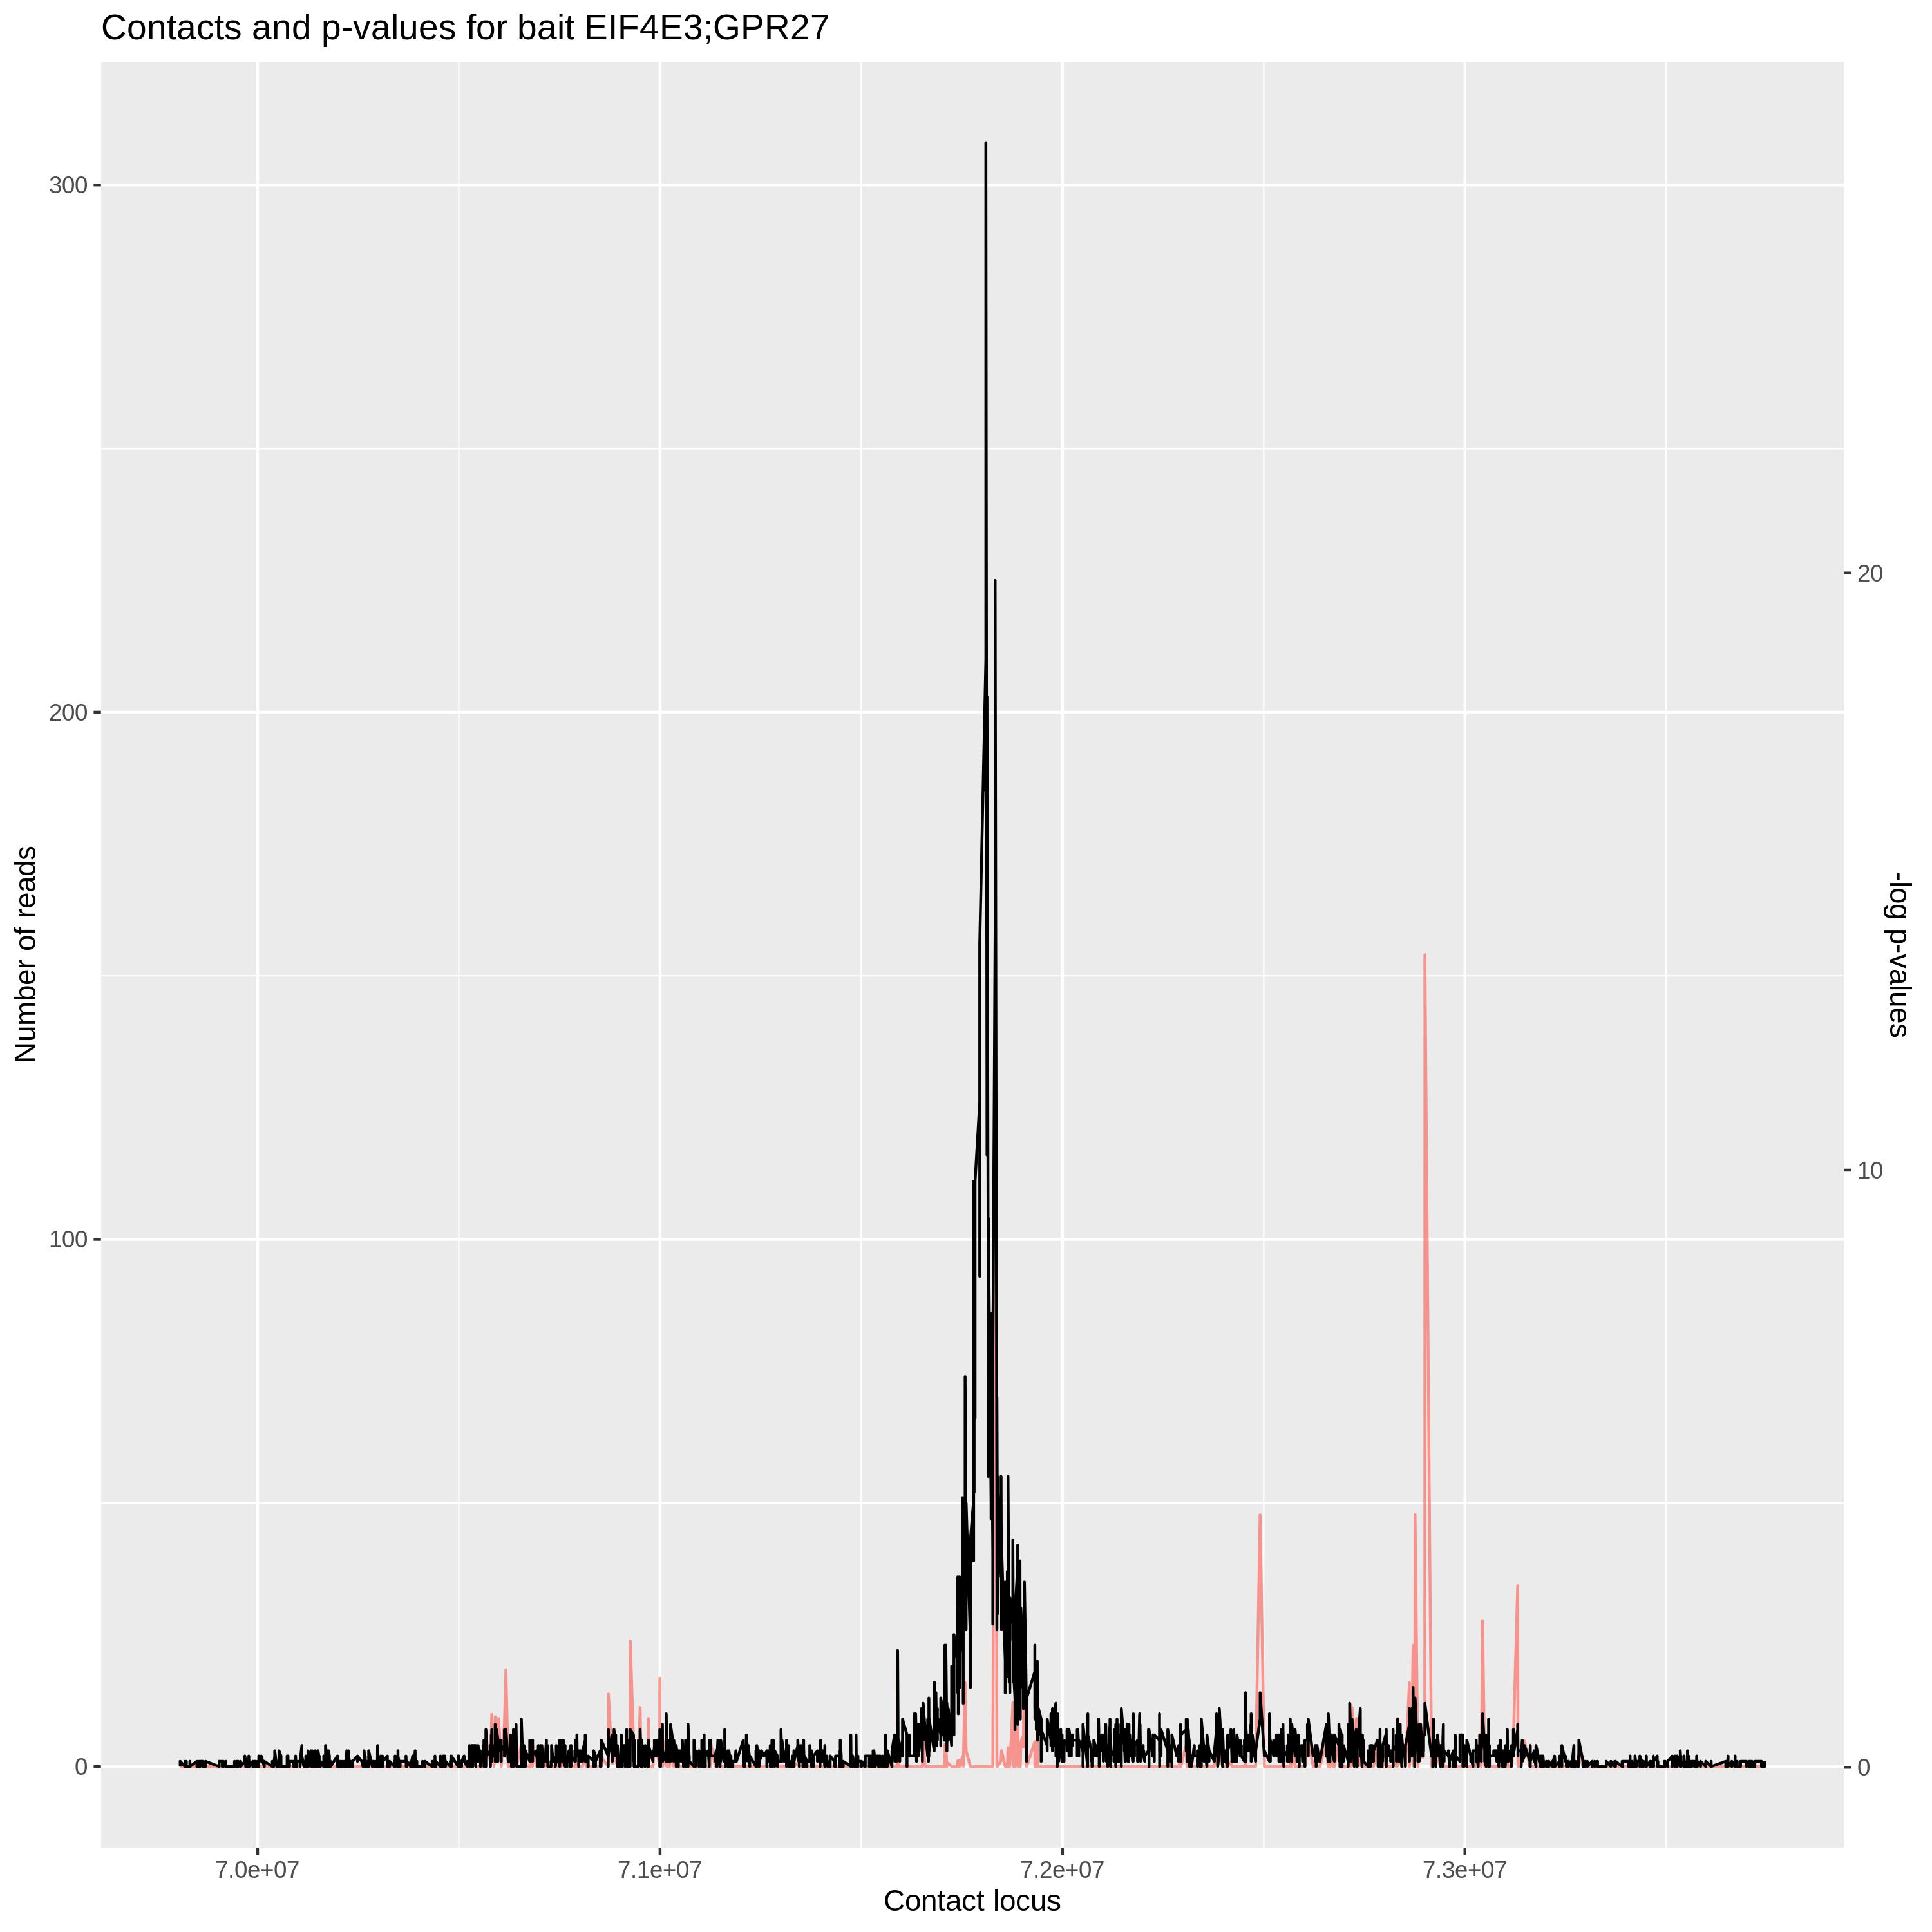 Contacts and p-values for bait EIF4E3;GPR27
300
200
100
0
Number of reads
20
10
0
-log p-values
7.0e+07
7.1e+07
7.2e+07
7.3e+07
Contact locus